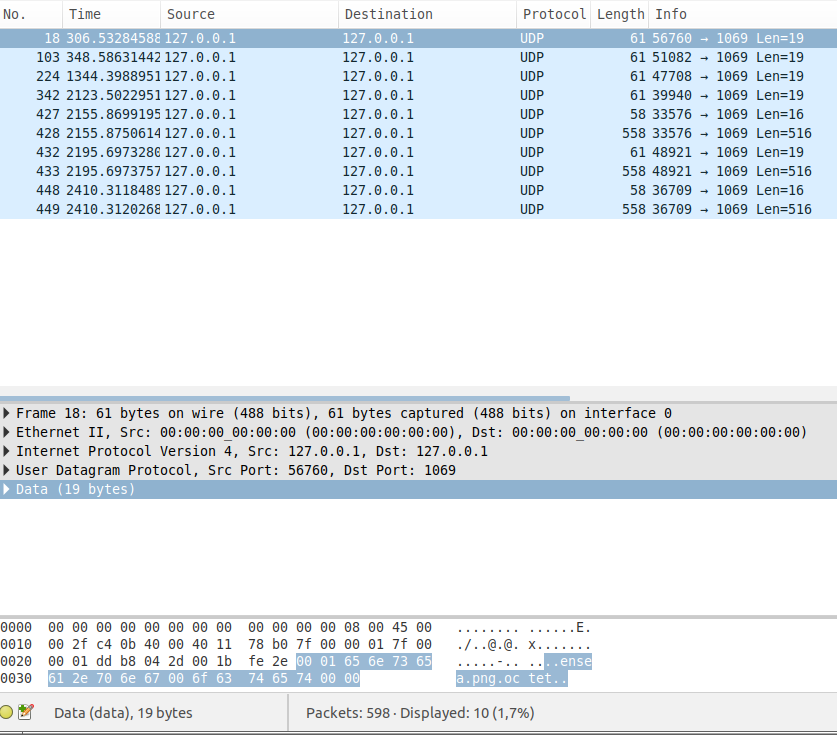 No. Time Source Destination Protocol Length Info
18 306.53284588 127.0.0.1 127.0.0.1 UDP 61 56760 → 1069 Len=19
103 348.58631442 127.0.0.1 127.0.0.1 UDP 61 51082 → 1069 Len=19
224 1344.3988951 127.0.0.1 127.0.0.1 UDP 61 47708 → 1069 Len=19
342 2123.5022951 127.0.0.1 127.0.0.1 UDP 61 39940 → 1069 Len=19
427 2155.8699195 127.0.0.1 127.0.0.1 UDP 58 33576 → 1069 Len=16
428 2155.8750614 127.0.0.1 127.0.0.1 UDP 558 33576 → 1069 Len=516
432 2195.6973280 127.0.0.1 127.0.0.1 UDP 61 48921 → 1069 Len=19
433 2195.6973757 127.0.0.1 127.0.0.1 UDP 558 48921 → 1069 Len=516
448 2410.3118489 127.0.0.1 127.0.0.1 UDP 58 36709 → 1069 Len=16
449 2410.3120268 127.0.0.1 127.0.0.1 UDP 558 36709 → 1069 Len=516
Frame 18: 61 bytes on wire (488 bits), 61 bytes captured (488 bits) on interface 0
Ethernet II, Src: 00:00:00_00:00:00 (00:00:00:00:00:00), Dst: 00:00:00_00:00:00 (00:00:00:00:00:00)
Internet Protocol Version 4, Src: 127.0.0.1, Dst: 127.0.0.1
User Datagram Protocol, Src Port: 56760, Dst Port: 1069
Data (19 bytes)
0000 00 00 00 00 00 00 00 00 00 00 00 00 08 00 45 00 ........ ......E.
0010 00 2f c4 0b 40 00 40 11 78 b0 7f 00 00 01 7f 00 ./..@.@. x.......
0020 00 01 dd b8 04 2d 00 1b fe 2e 00 01 65 6e 73 65 .....-.. ....ense
0030 61 2e 70 6e 67 00 6f 63 74 65 74 00 00 a.png.oc tet..
Data (data), 19 bytes Packets: 598 · Displayed: 10 (1,7%)